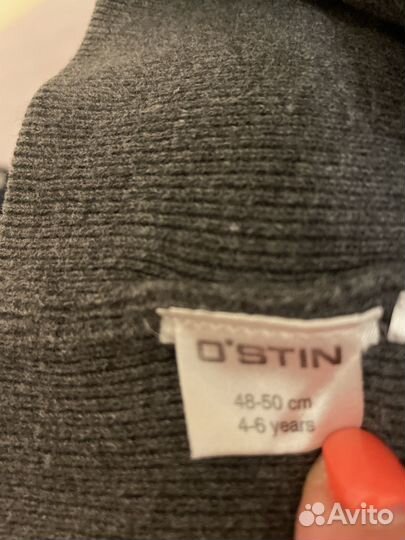 O'STIN
48-50 cm
4-6 years
Avito